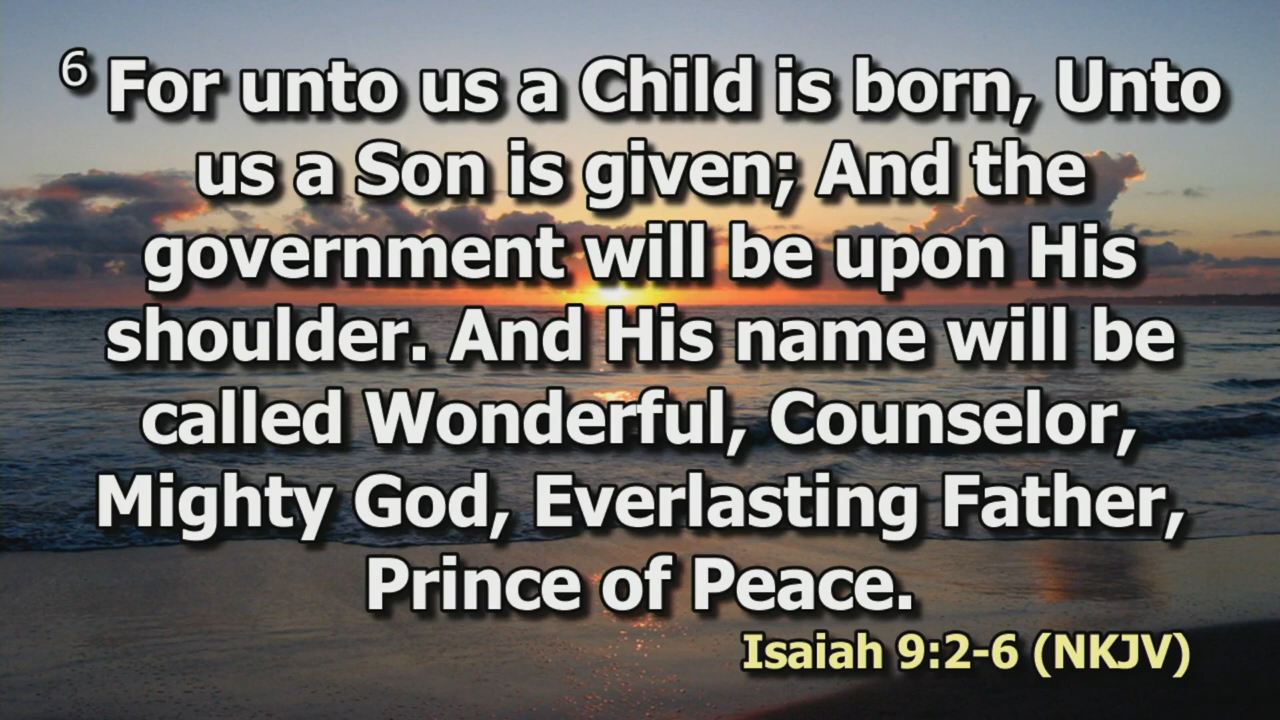 6 For unto us a Child is born, Unto
us a Son is given; And the
government will be upon His
shoulder. And His name will be
called Wonderful, Counselor,
Mighty God, Everlasting Father,
Prince of Peace.
Isaiah 9:2-6 (NKJV)